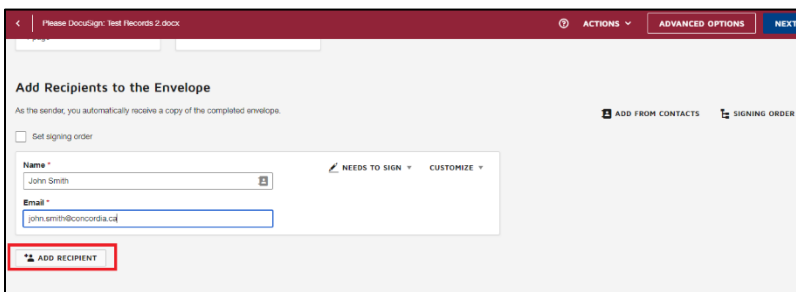 Please DocuSign: Test Records 2.docx
ACTIONS
ADVANCED OPTIONS
NEXT
Add Recipients to the Envelope
As the sender, you automatically receive a copy of the completed envelope.
ADD FROM CONTACTS
SIGNING ORDER
Set signing order
Name *
NEEDS TO SIGN
CUSTOMIZE
John Smith
Email *
john.smith@concordia.ca
ADD RECIPIENT